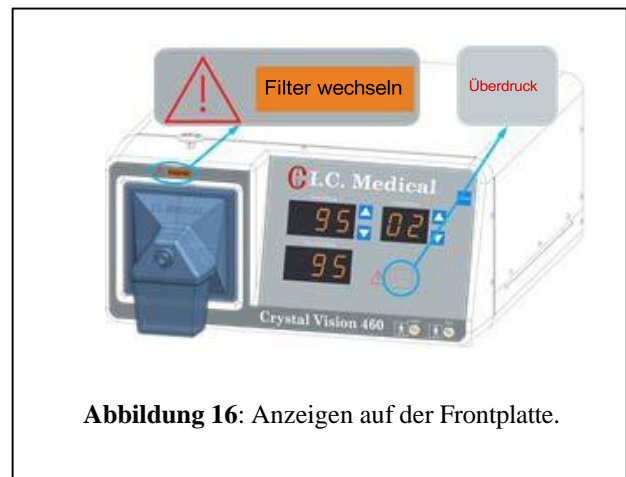 Filter wechseln
Überdruck
I.C. Medical
95
02
95
Crystal Vision 460
Abbildung 16: Anzeigen auf der Frontplatte.